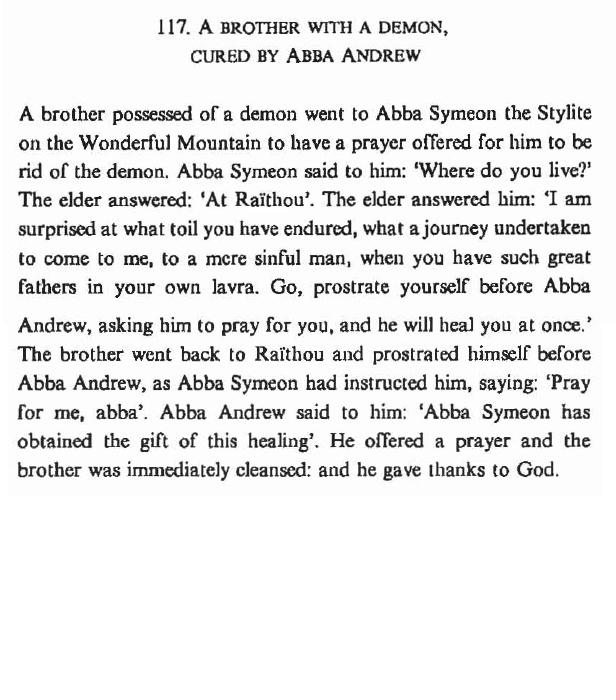 117. A BROTHER WITH A DEMON,
CURED BY ABBA ANDREW
A brother possessed of a demon went to Abba Symeon the Stylite
on the Wonderful Mountain to have a prayer offered for him to be
rid of the demon. Abba Symeon said to him: ‘Where do you live?’
The elder answered: ‘At Raïthou’. The elder answered him: ‘I am
surprised at what toil you have endured, what a journey undertaken
to come to me, to a mere sinful man, when you have such great
fathers in your own lavra. Go, prostrate yourself before Abba
Andrew, asking him to pray for you, and he will heal you at once.’
The brother went back to Raïthou and prostrated himself before
Abba Andrew, as Abba Symeon had instructed him, saying: ‘Pray
for me, abba’. Abba Andrew said to him: ‘Abba Symeon has
obtained the gift of this healing’. He offered a prayer and the
brother was immediately cleansed: and he gave thanks to God.